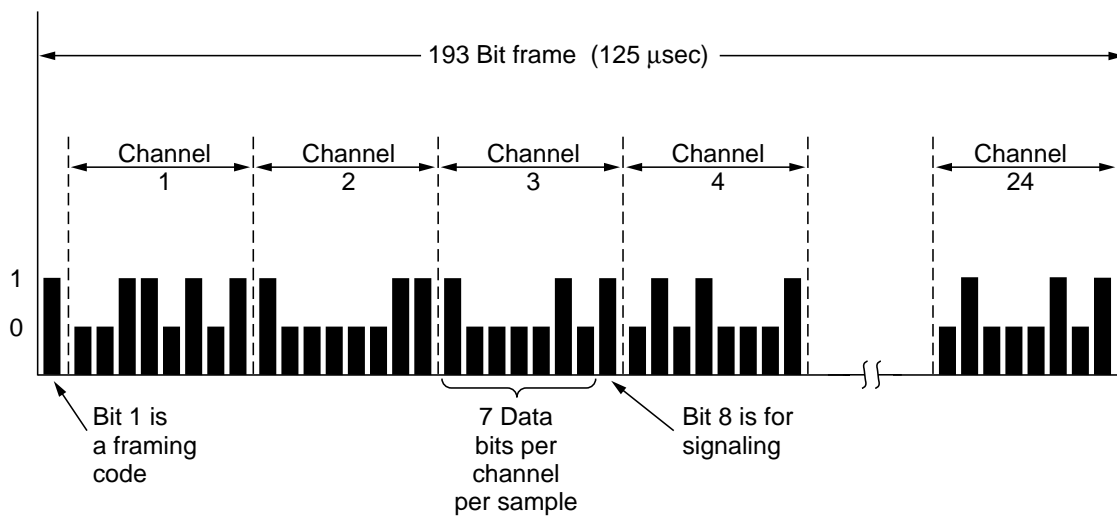 193 Bit frame (125 μsec)
Channel
1
Channel
2
Channel
3
Channel
4
Channel
24
1
0
Bit 1 is
a framing
code
7 Data
bits per
channel
per sample
Bit 8 is for
signaling